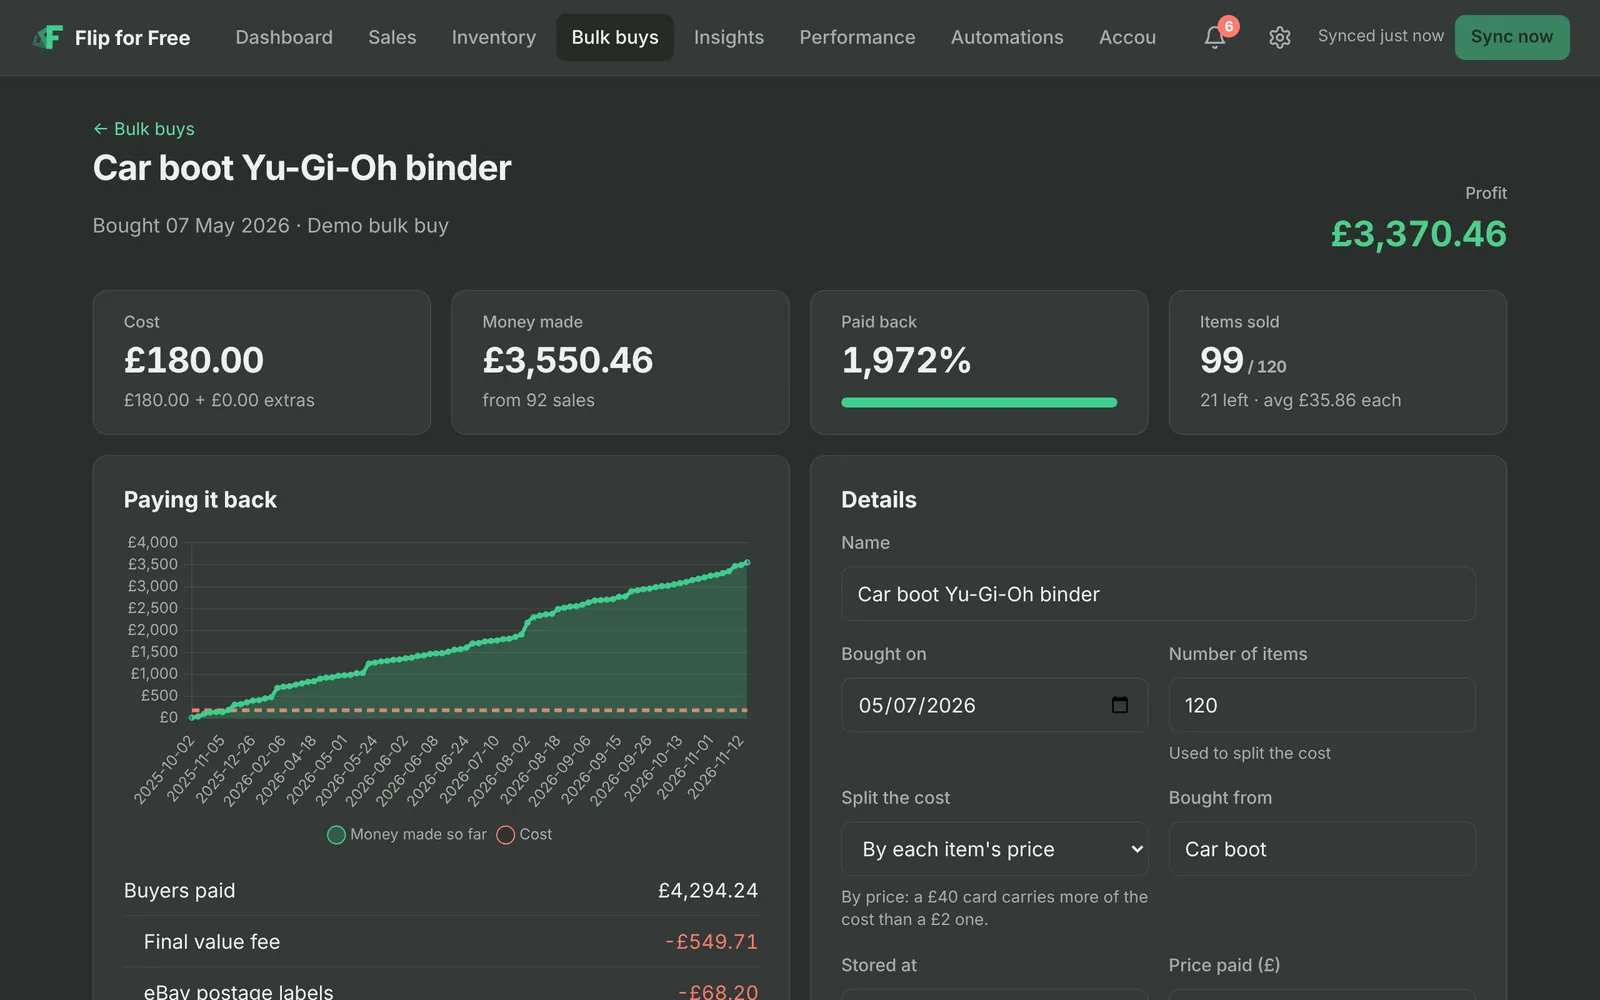 Flip for Free
Dashboard
Sales
Inventory
Bulk buys
Insights
Performance
Automations
Accou
6
Synced just now
Sync now
← Bulk buys
Car boot Yu-Gi-Oh binder
Bought 07 May 2026 · Demo bulk buy
Profit
£3,370.46
Cost
£180.00
£180.00 + £0.00 extras
Money made
£3,550.46
from 92 sales
Paid back
1,972%
Items sold
99 / 120
21 left · avg £35.86 each
Paying it back
£4,000
£3,500
£3,000
£2,500
£2,000
£1,500
£1,000
£500
£0
2025-10-02
2025-11-05
2025-12-26
2026-02-06
2026-04-18
2026-05-01
2026-05-24
2026-06-02
2026-06-08
2026-06-24
2026-07-10
2026-08-02
2026-08-18
2026-09-06
2026-09-15
2026-09-26
2026-10-13
2026-11-01
2026-11-12
Money made so far
Cost
Buyers paid £4,294.24
Final value fee -£549.71
eBay postage labels -£68.20
Details
Name
Car boot Yu-Gi-Oh binder
Bought on
05/07/2026
Number of items
120
Used to split the cost
Split the cost
By each item's price
By price: a £40 card carries more of the
cost than a £2 one.
Bought from
Car boot
Stored at
Price paid (£)